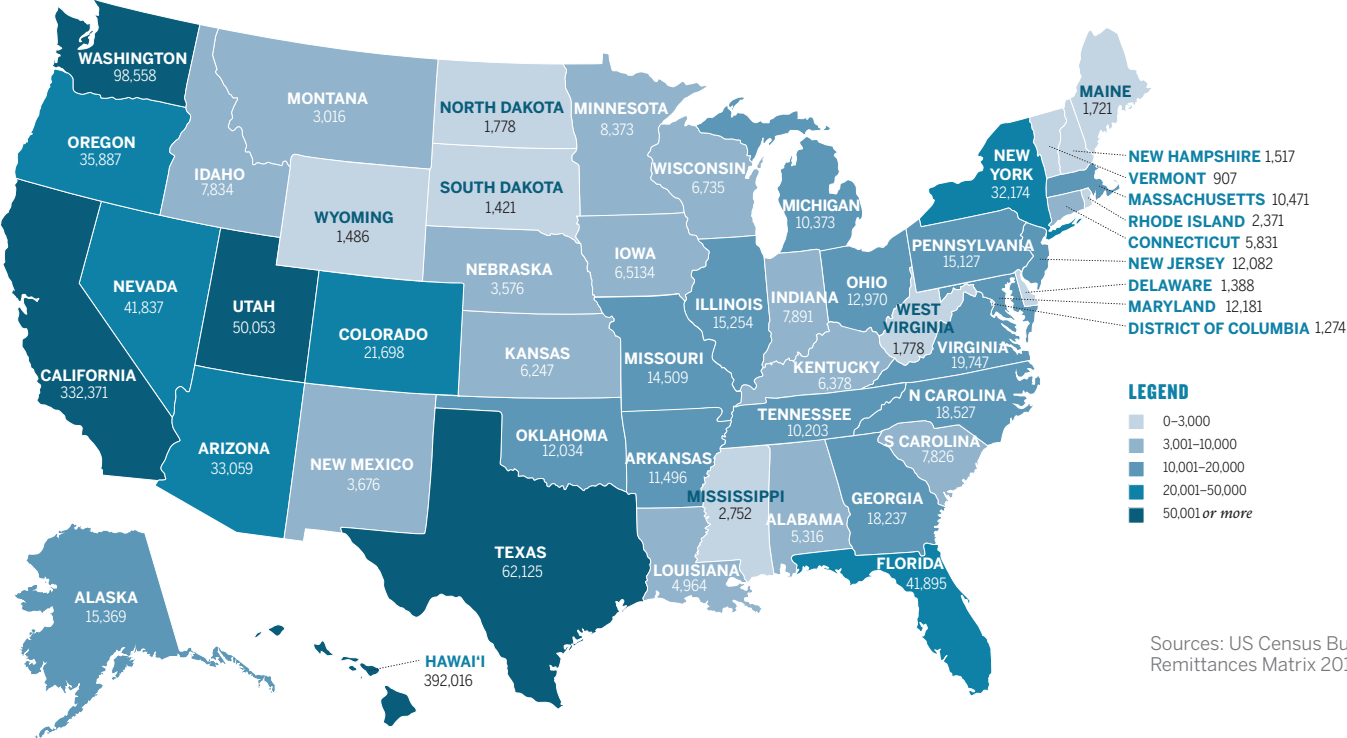 WASHINGTON
98,558
OREGON
35,887
CALIFORNIA
332,371
NEVADA
41,837
IDAHO
7,834
MONTANA
3,016
WYOMING
1,486
UTAH
50,053
COLORADO
21,698
ARIZONA
33,059
NEW MEXICO
3,676
NORTH DAKOTA
1,778
SOUTH DAKOTA
1,421
NEBRASKA
3,576
KANSAS
6,247
OKLAHOMA
12,034
TEXAS
62,125
MINNESOTA
8,373
IOWA
6,5134
MISSOURI
14,509
ARKANSAS
11,496
LOUISIANA
4,964
WISCONSIN
6,735
ILLINOIS
15,254
MICHIGAN
10,373
INDIANA
7,891
OHIO
12,970
KENTUCKY
6,378
TENNESSEE
10,203
MISSISSIPPI
2,752
ALABAMA
5,316
GEORGIA
18,237
FLORIDA
41,895
S CAROLINA
7,826
N CAROLINA
18,527
VIRGINIA
19,747
WEST
VIRGINIA
1,778
PENNSYLVANIA
15,127
NEW
YORK
32,174
MAINE
1,721
NEW HAMPSHIRE 1,517
VERMONT 907
MASSACHUSETTS 10,471
RHODE ISLAND 2,371
CONNECTICUT 5,831
NEW JERSEY 12,082
DELAWARE 1,388
MARYLAND 12,181
DISTRICT OF COLUMBIA 1,274
ALASKA
15,369
HAWAI‘I
392,016
LEGEND
0–3,000
3,001–10,000
10,001–20,000
20,001–50,000
50,001 or more
Sources: US Census Bu
Remittances Matrix 201